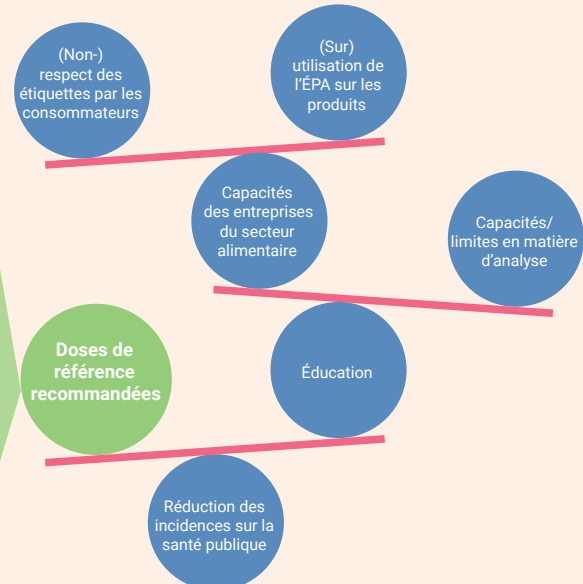 (Non-)
respect des
étiquettes par les
consommateurs
(Sur)
utilisation de
l'ÉPA sur les
produits
Capacités
des entreprises
du secteur
alimentaire
Capacités/
limites en matière
d'analyse
Doses de
référence
recommandées
Éducation
Réduction des
incidences sur la
santé publique